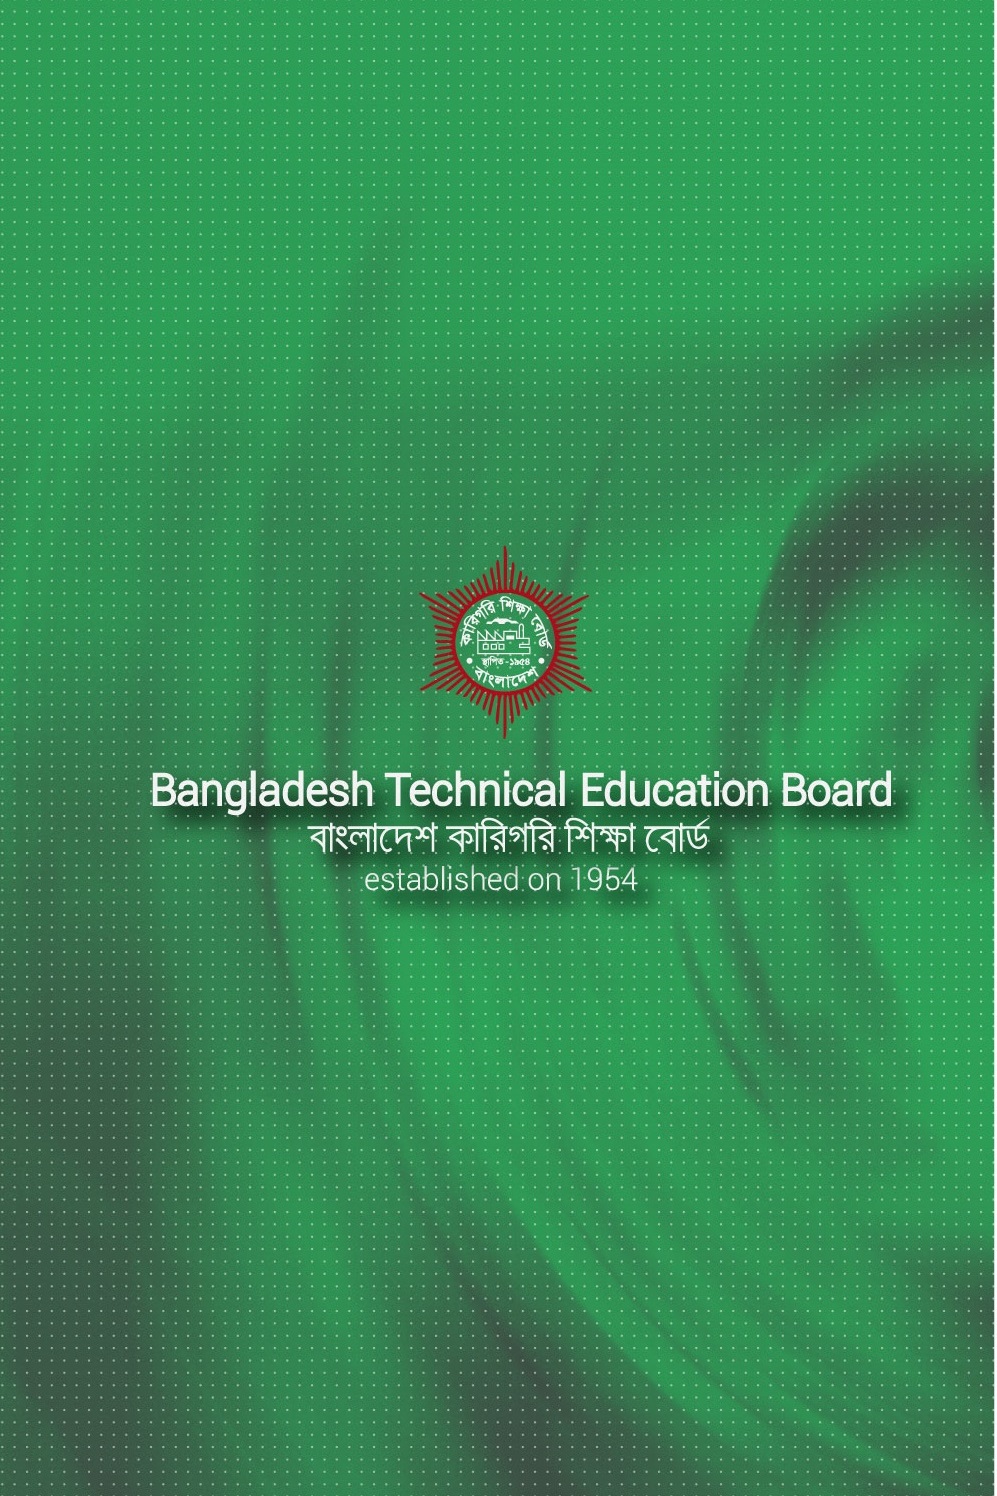 কারিগরি শিক্ষা বোর্ড
স্থাপিত - ১৯৫৪
বাংলাদেশ
Bangladesh Technical Education Board
বাংলাদেশ কারিগরি শিক্ষা বোর্ড
established on 1954